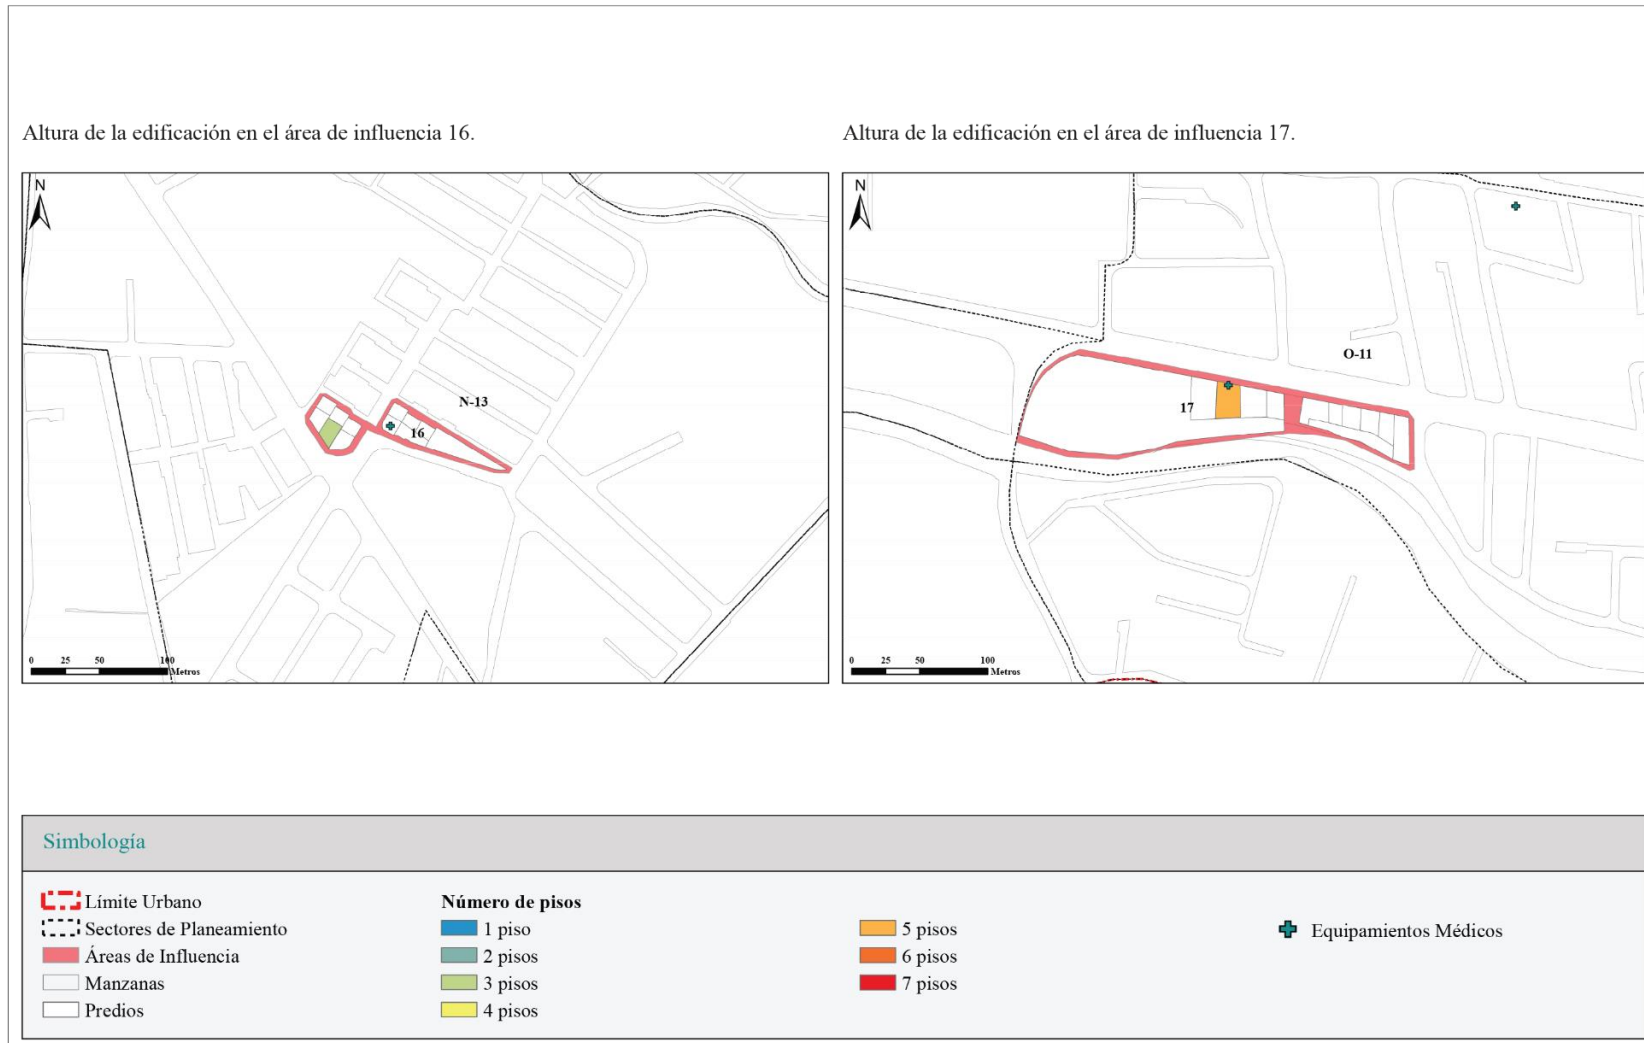 Altura de la edificación en el área de influencia 16.
Altura de la edificación en el área de influencia 17.
N
N-13
16
0 25 50 100
Metros
N
O-11
17
0 25 50 100
Metros
Simbología
Límite Urbano
Sectores de Planeamiento
Áreas de Influencia
Manzanas
Predios
Número de pisos
1 piso
2 pisos
3 pisos
4 pisos
5 pisos
6 pisos
7 pisos
Equipamientos Médicos